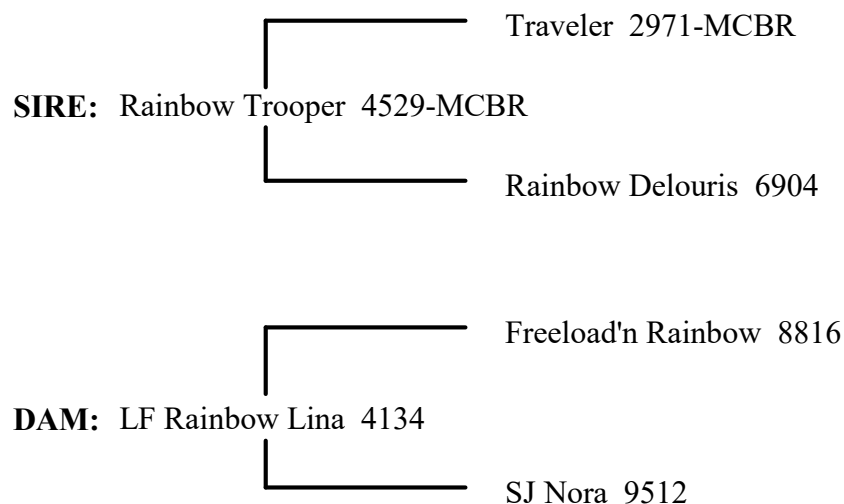 Traveler 2971-MCBR
SIRE: Rainbow Trooper 4529-MCBR
Rainbow Delouris 6904
Freeload'n Rainbow 8816
DAM: LF Rainbow Lina 4134
SJ Nora 9512